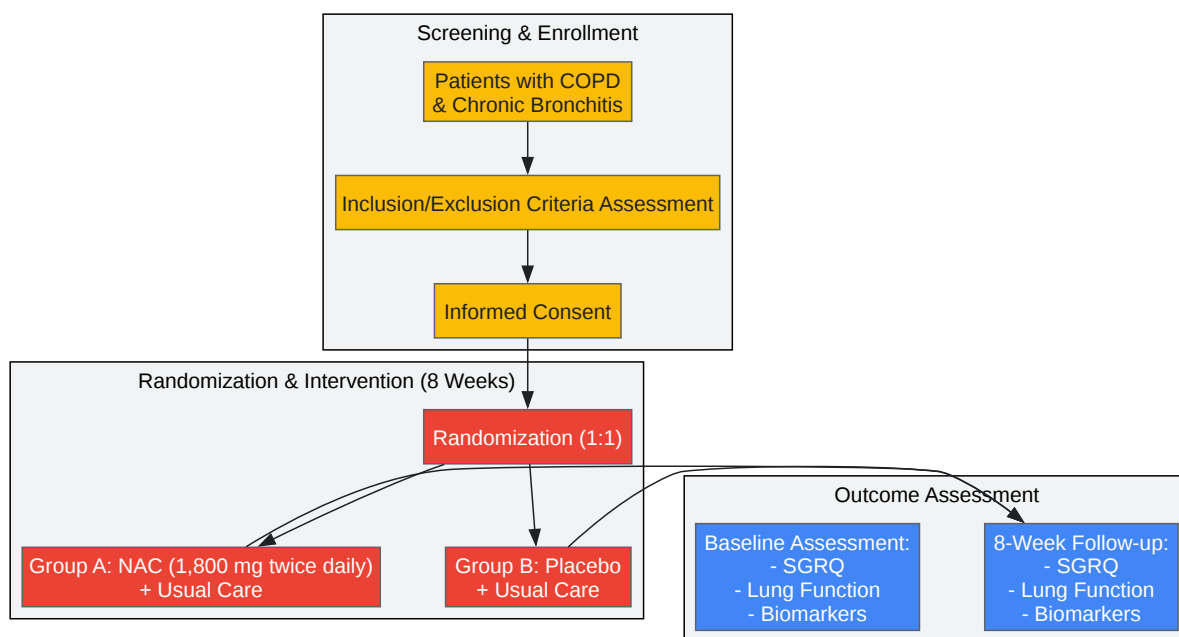 Screening & Enrollment
Patients with COPD
& Chronic Bronchitis
Inclusion/Exclusion Criteria Assessment
Informed Consent
Randomization & Intervention (8 Weeks)
Randomization (1:1)
Group A: NAC (1,800 mg twice daily)
+ Usual Care
Group B: Placebo
+ Usual Care
Outcome Assessment
Baseline Assessment:
- SGRQ
- Lung Function
- Biomarkers
8-Week Follow-up:
- SGRQ
- Lung Function
- Biomarkers